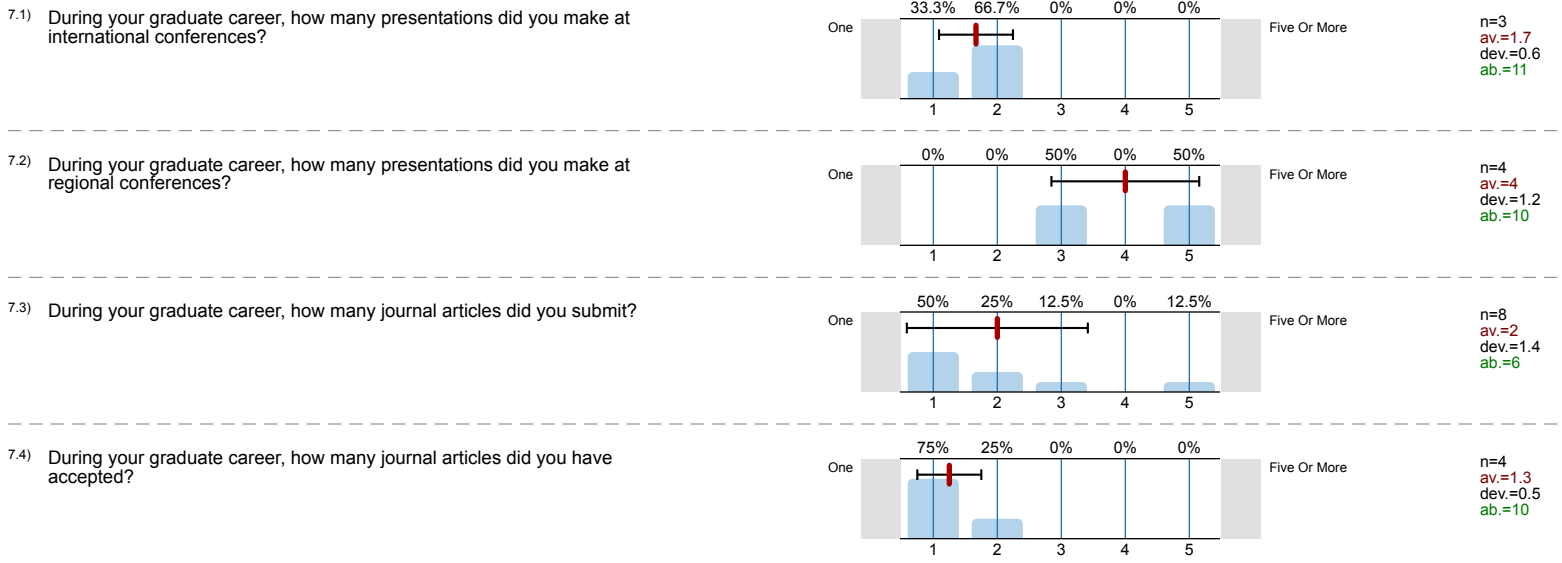 7.1) During your graduate career, how many presentations did you make at
international conferences?
33.3% 66.7% 0% 0% 0%
One
Five Or More
1 2 3 4 5
n=3
av.=1.7
dev.=0.6
ab.=11
7.2) During your graduate career, how many presentations did you make at
regional conferences?
0% 0% 50% 0% 50%
One
Five Or More
1 2 3 4 5
n=4
av.=4
dev.=1.2
ab.=10
7.3) During your graduate career, how many journal articles did you submit?
50% 25% 12.5% 0% 12.5%
One
Five Or More
1 2 3 4 5
n=8
av.=2
dev.=1.4
ab.=6
7.4) During your graduate career, how many journal articles did you have
accepted?
75% 25% 0% 0% 0%
One
Five Or More
1 2 3 4 5
n=4
av.=1.3
dev.=0.5
ab.=10